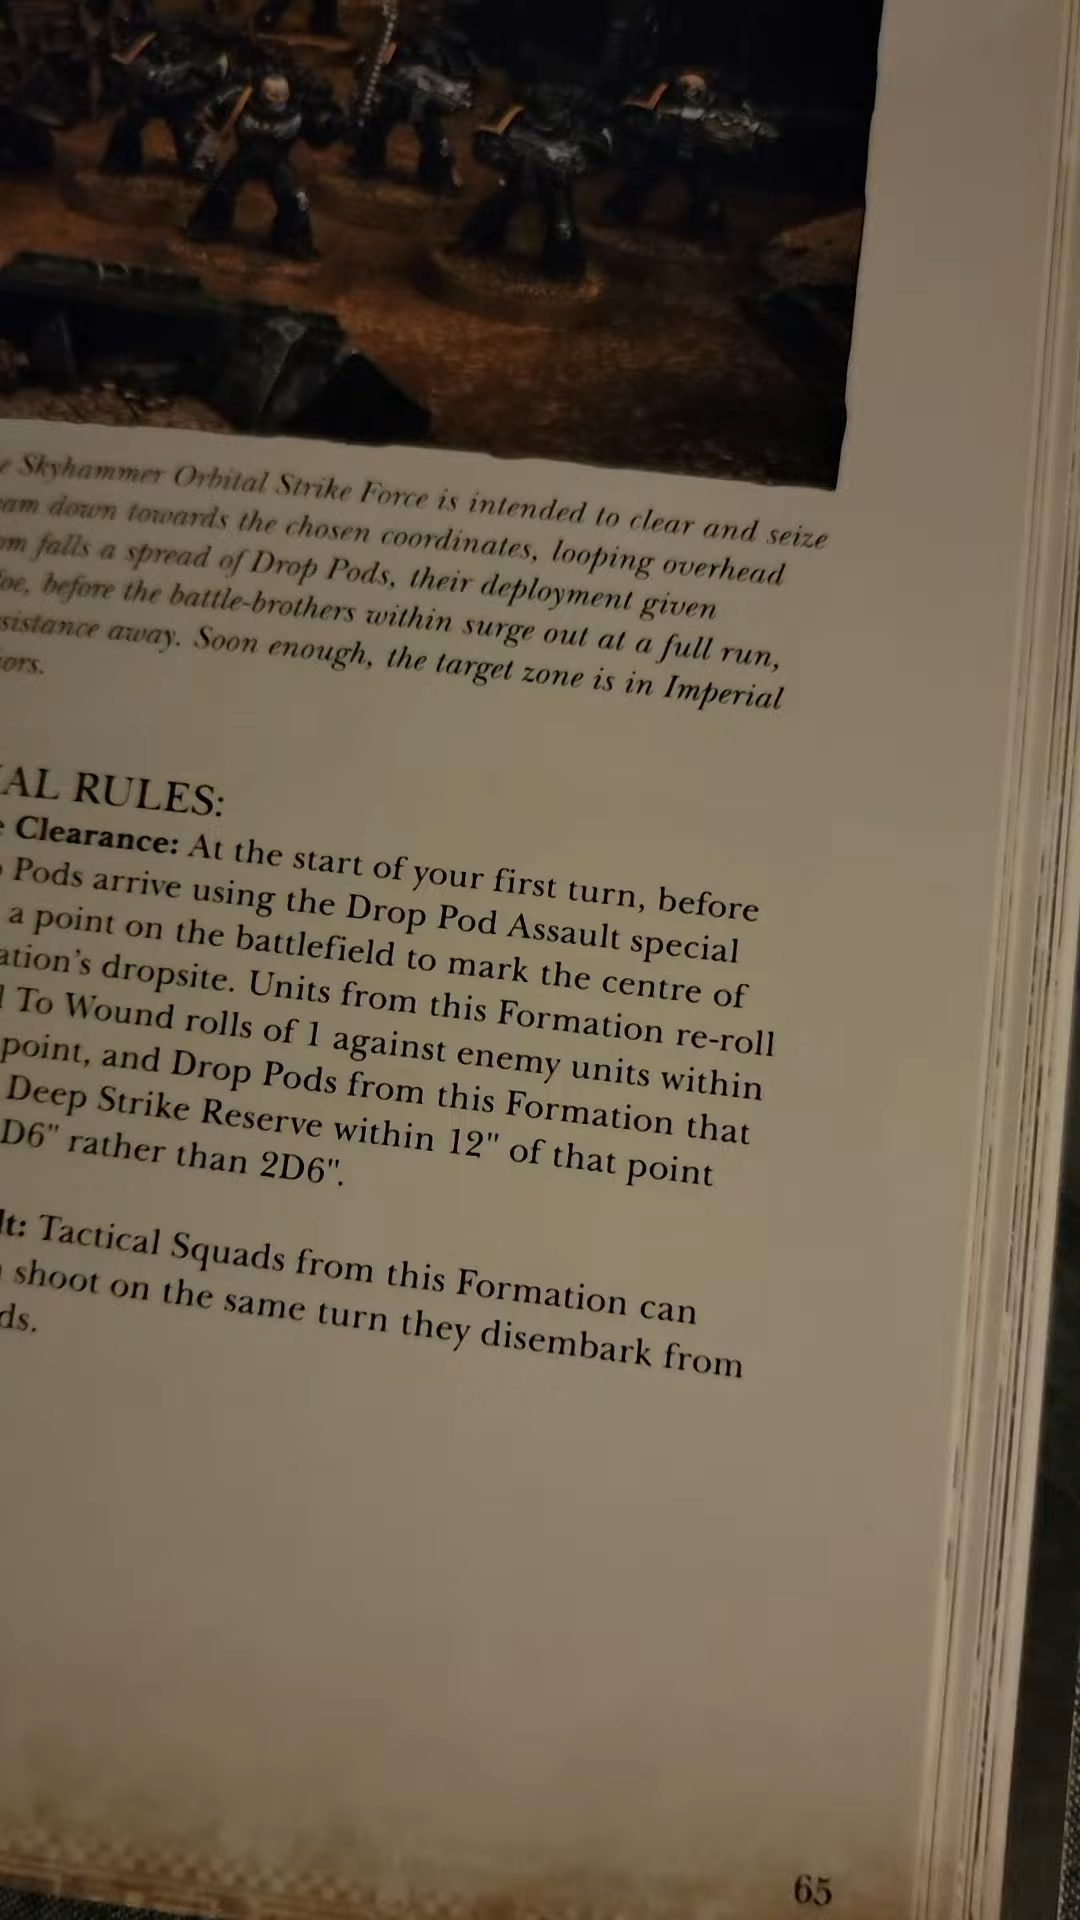 Skyhammer Orbital Strike Force is intended to clear and seize
down towards the chosen coordinates, looping overhead
falls a spread of Drop Pods, their deployment given
foe, before the battle-brothers within surge out at a full run,
away. Soon enough, the target zone is in Imperial
RULES:
Clearance: At the start of your first turn, before
Pods arrive using the Drop Pod Assault special
a point on the battlefield to mark the centre of
ation's dropsite. Units from this Formation re-roll
To Wound rolls of 1 against enemy units within
point, and Drop Pods from this Formation that
Deep Strike Reserve within 12" of that point
D6" rather than 2D6".
lt: Tactical Squads from this Formation can
shoot on the same turn they disembark from
ds.
65